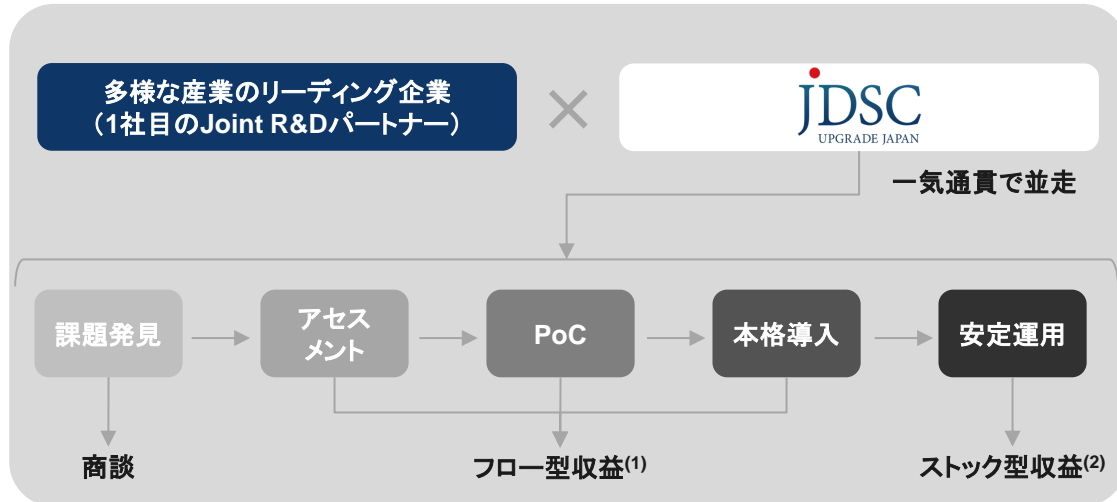 多様な産業のリーディング企業
（1社目のJoint R&Dパートナー）
×
JDSC
UPGRADE JAPAN
一気通貫で並走
課題発見
アセス
メント
PoC
本格導入
安定運用
商談
フロー型収益(1)
ストック型収益(2)